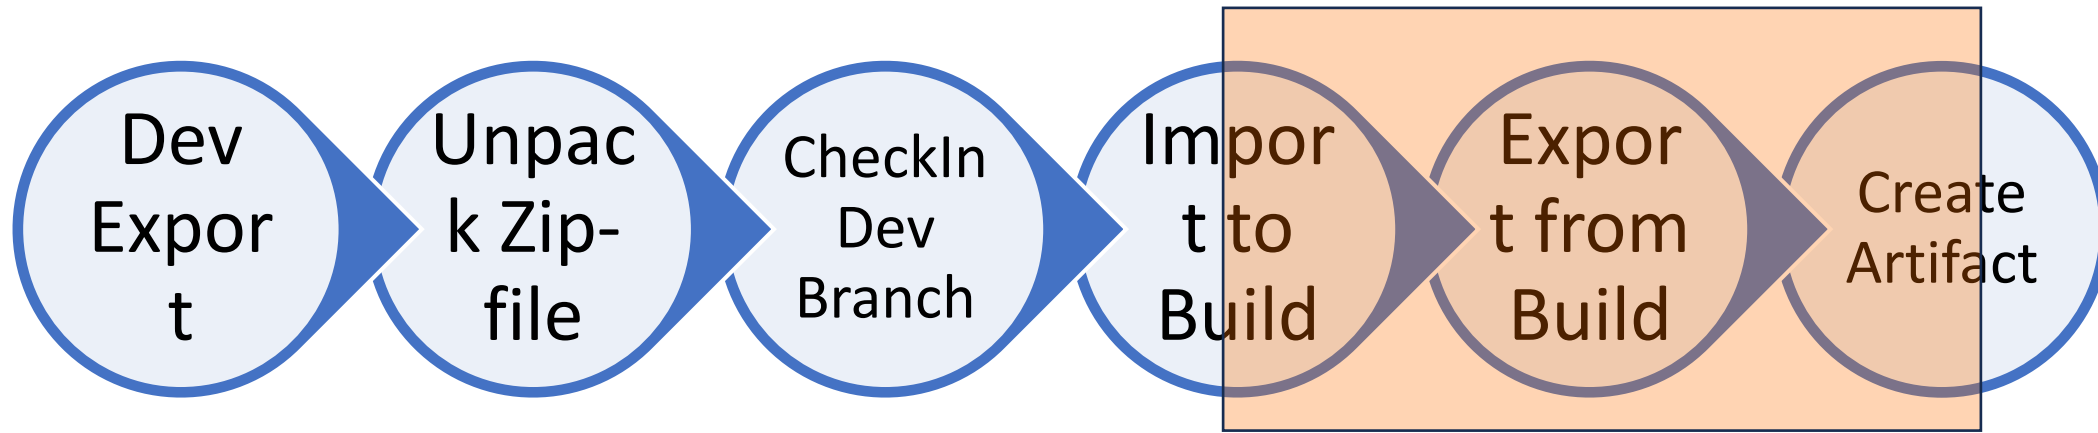 Dev
Expor
t
Unpac
k Zip-
file
CheckIn
Dev
Branch
Impor
t to
Build
Expor
t from
Build
Create
Artifact